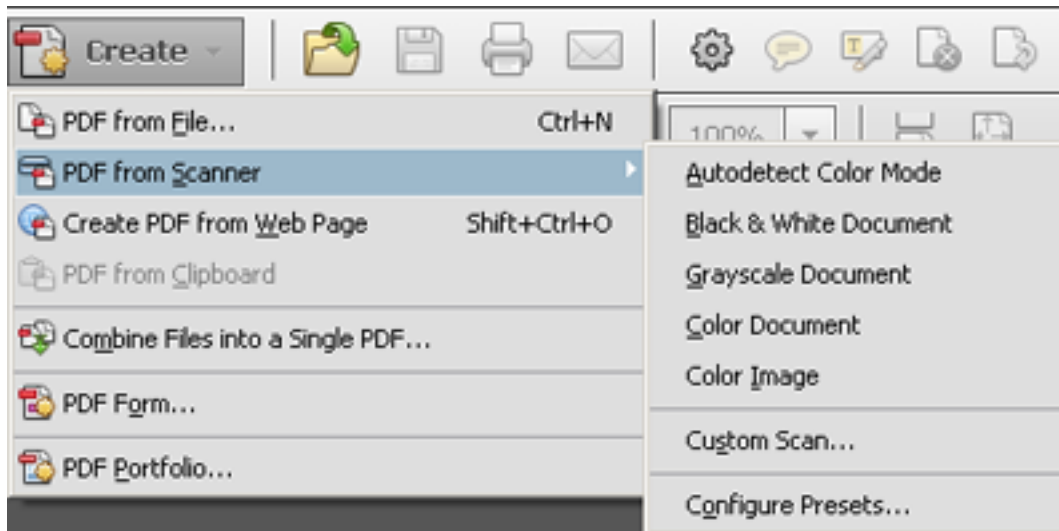 Create
PDF from File... Ctrl+N
100%
PDF from Scanner
Create PDF from Web Page Shift+Ctrl+O
PDF from Clipboard
Combine Files into a Single PDF...
PDF Form...
PDF Portfolio...
Autodetect Color Mode
Black & White Document
Grayscale Document
Color Document
Color Image
Custom Scan...
Configure Presets...